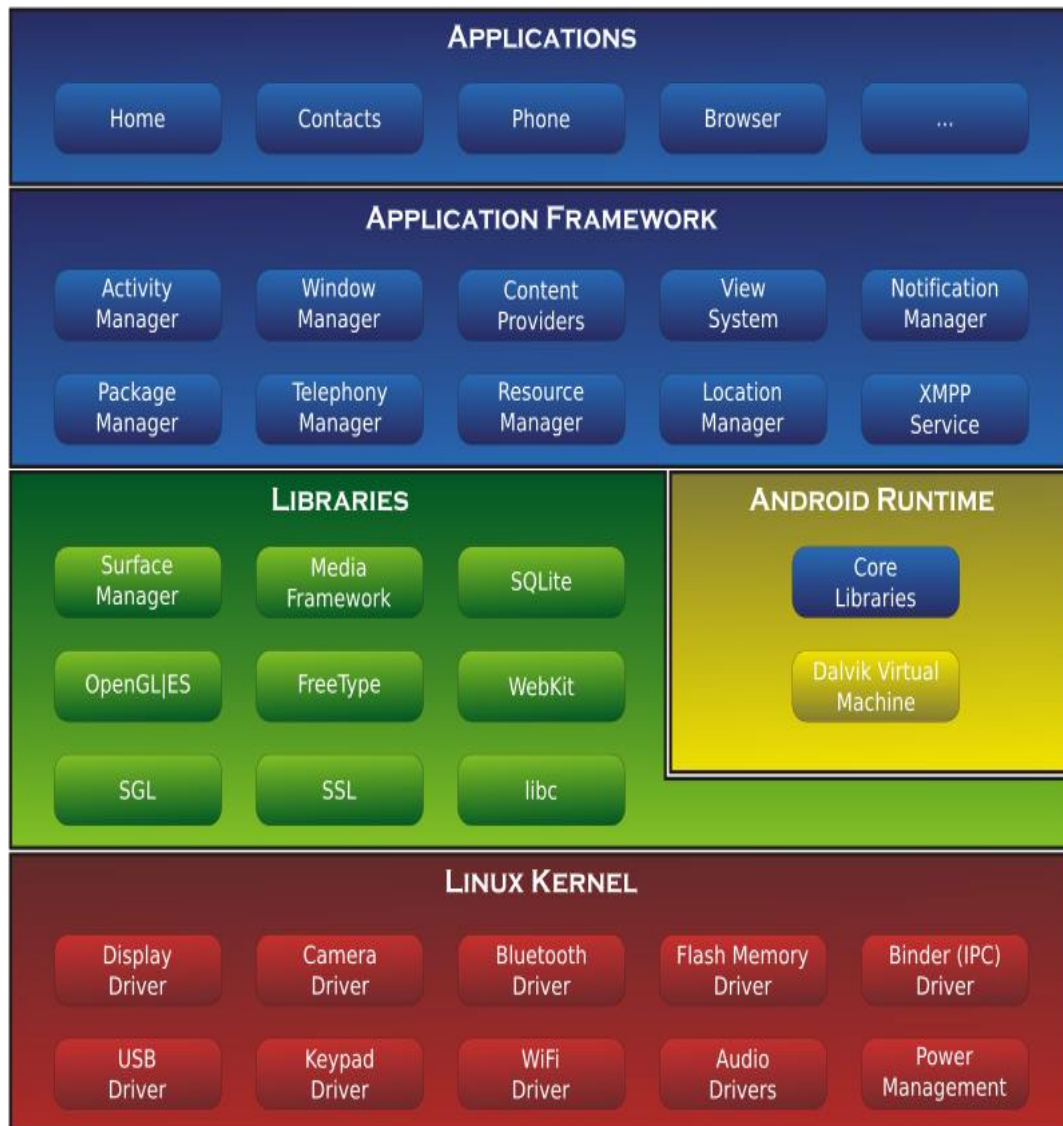 APPLICATIONS
Home
Contacts
Phone
Browser
...
APPLICATION FRAMEWORK
Activity
Manager
Window
Manager
Content
Providers
View
System
Notification
Manager
Package
Manager
Telephony
Manager
Resource
Manager
Location
Manager
XMPP
Service
LIBRARIES
Surface
Manager
Media
Framework
SQLite
OpenGL|ES
FreeType
WebKit
SGL
SSL
libc
ANDROID RUNTIME
Core
Libraries
Dalvik Virtual
Machine
LINUX KERNEL
Display
Driver
Camera
Driver
Bluetooth
Driver
Flash Memory
Driver
Binder (IPC)
Driver
USB
Driver
Keypad
Driver
WiFi
Driver
Audio
Drivers
Power
Management